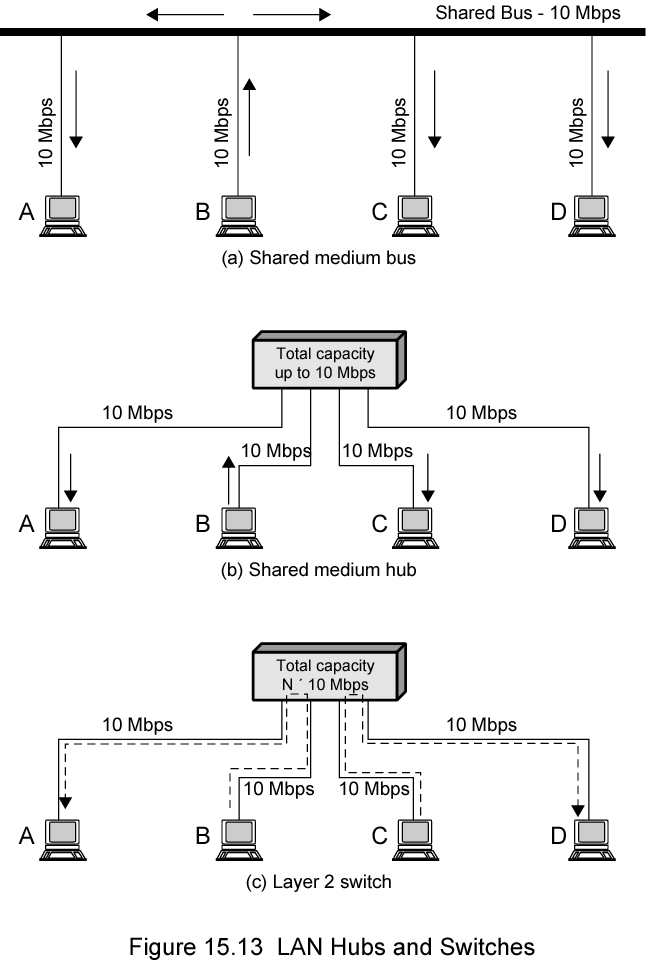 Shared Bus - 10 Mbps
10 Mbps
10 Mbps
10 Mbps
10 Mbps
A
B
C
D
(a) Shared medium bus
Total capacity
up to 10 Mbps
10 Mbps
10 Mbps
10 Mbps
10 Mbps
A
B
C
D
(b) Shared medium hub
Total capacity
N ´ 10 Mbps
10 Mbps
10 Mbps
10 Mbps
10 Mbps
A
B
C
D
(c) Layer 2 switch
Figure 15.13 LAN Hubs and Switches